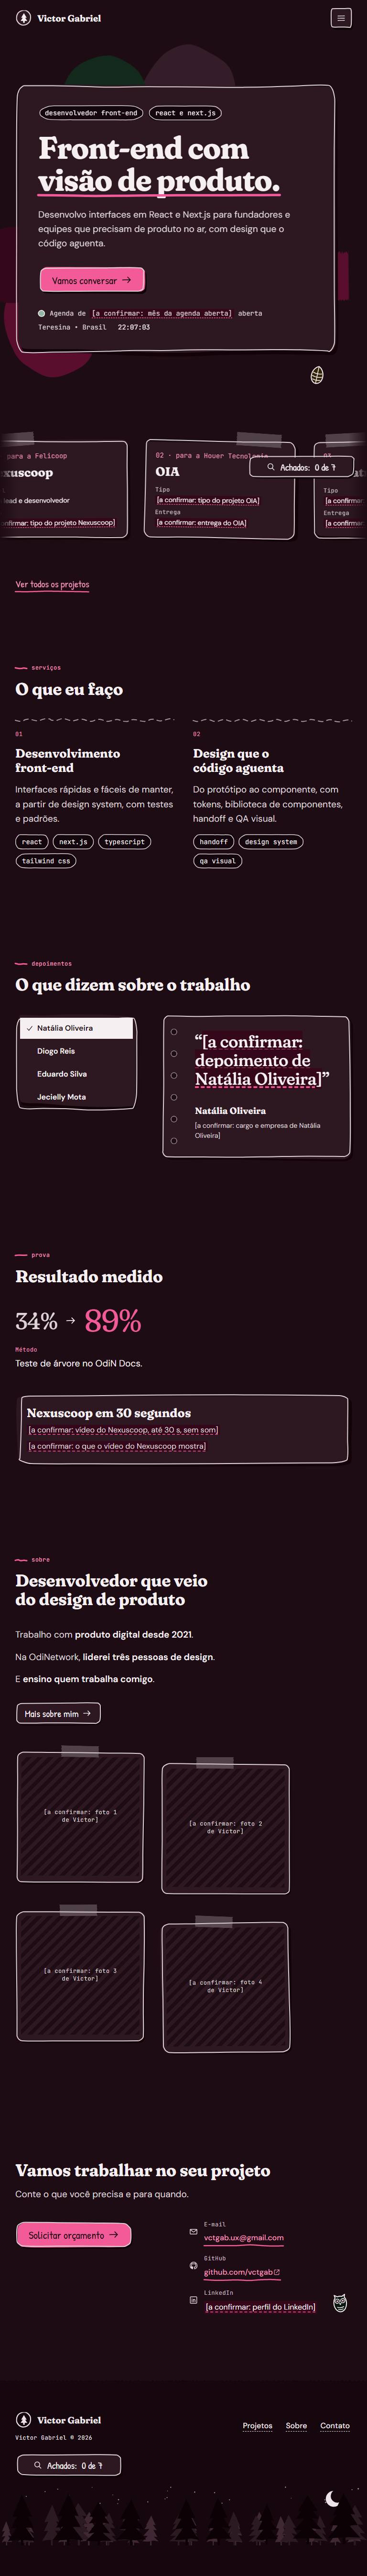 Victor Gabriel
desenvolvedor front-end
react e next.js
Front-end com
visão de produto.
Desenvolvo interfaces em React e Next.js para fundadores e
equipes que precisam de produto no ar, com design que o
código aguenta.
Vamos conversar →
Agenda de [a confirmar: mês da agenda aberta] aberta
Teresina • Brasil 22:07:03
para a Felicoop
xuscoop
lead e desenvolvedor
nfirmar: tipo do projeto Nexuscoop]
02 · para a Houer Tecnolo
OIA
Tipo
[a confirmar: tipo do projeto OIA]
Entrega
[a confirmar: entrega do OIA]
Achados: 0 de 7
03
Tipo
[a confirmar:
Entrega
[a confirmar:
Ver todos os projetos
serviços
O que eu faço
01
Desenvolvimento
front-end
Interfaces rápidas e fáceis de manter,
a partir de design system, com testes
e padrões.
react
next.js
typescript
tailwind css
02
Design que o
código aguenta
Do protótipo ao componente, com
tokens, biblioteca de componentes,
handoff e QA visual.
handoff
design system
qa visual
depoimentos
O que dizem sobre o trabalho
Natália Oliveira
Diogo Reis
Eduardo Silva
Jecielly Mota
“[a confirmar:
depoimento de
Natália Oliveira]”
Natália Oliveira
[a confirmar: cargo e empresa de Natália
Oliveira]
prova
Resultado medido
34% → 89%
Método
Teste de árvore no OdiN Docs.
Nexuscoop em 30 segundos
[a confirmar: vídeo do Nexuscoop, até 30 s, sem som]
[a confirmar: o que o vídeo do Nexuscoop mostra]
sobre
Desenvolvedor que veio
do design de produto
Trabalho com produto digital desde 2021.
Na OdiNetwork, liderei três pessoas de design.
E ensino quem trabalha comigo.
Mais sobre mim →
[a confirmar: foto 1
de Victor]
[a confirmar: foto 2
de Victor]
[a confirmar: foto 3
de Victor]
[a confirmar: foto 4
de Victor]
Vamos trabalhar no seu projeto
Conte o que você precisa e para quando.
Solicitar orçamento →
E-mail
vctgab.ux@gmail.com
GitHub
github.com/vctgab
LinkedIn
[a confirmar: perfil do LinkedIn]
Victor Gabriel
Victor Gabriel © 2026
Projetos
Sobre
Contato
Achados: 0 de 7